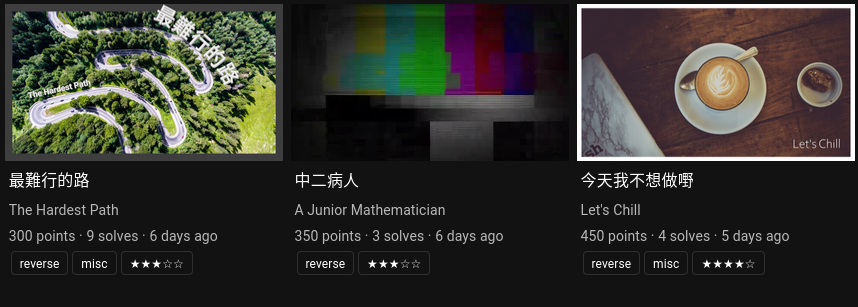 最難行的路
The Hardest Path
最難行的路
The Hardest Path
300 points · 9 solves · 6 days ago
reverse misc ★★★☆☆
中二病人
A Junior Mathematician
350 points · 3 solves · 6 days ago
reverse ★★★☆☆
Let's Chill
今天我不想做嘢
Let's Chill
450 points · 4 solves · 5 days ago
reverse misc ★★★★☆